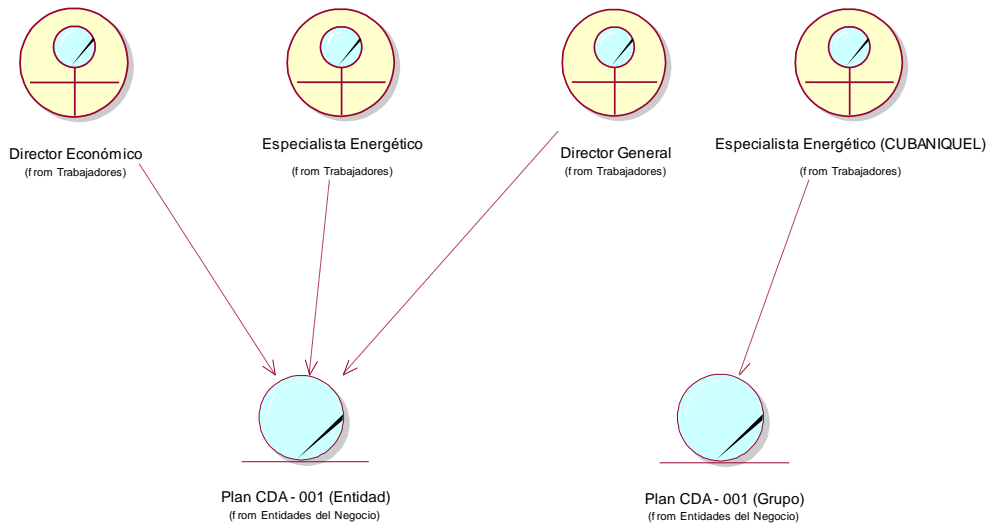 Director Económico
(from Trabajadores)
Especialista Energético
(from Trabajadores)
Director General
(from Trabajadores)
Especialista Energético (CUBANIQUEL)
(from Trabajadores)
Plan CDA - 001 (Entidad)
(from Entidades del Negocio)
Plan CDA - 001 (Grupo)
(from Entidades del Negocio)